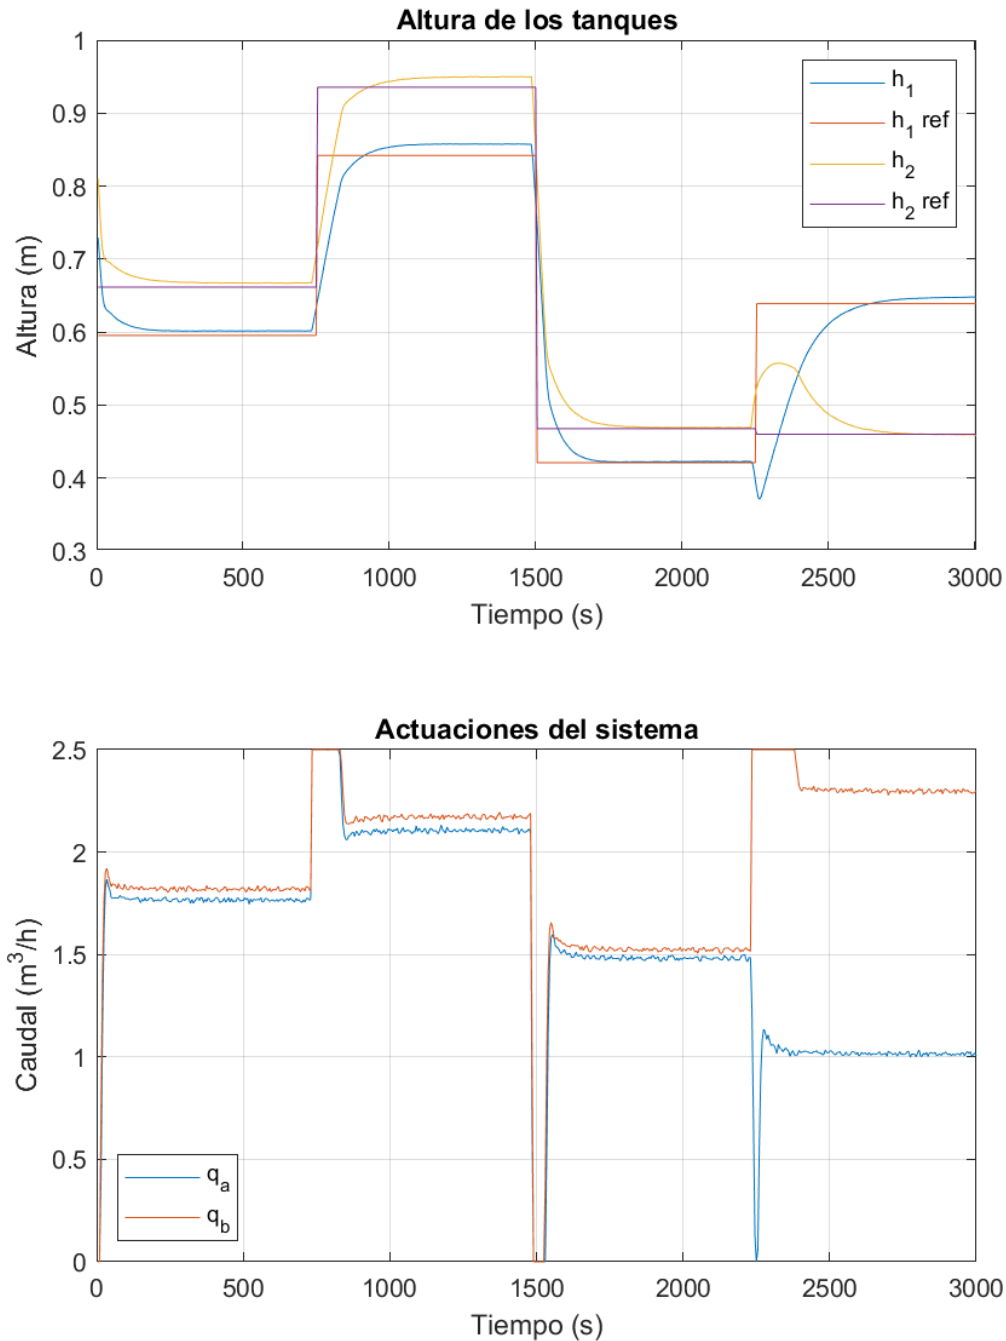 Altura de los tanques
1
0.9
0.8
0.7
0.6
0.5
0.4
0.3
Altura (m)
h1
h1 ref
h2
h2 ref
0 500 1000 1500 2000 2500 3000
Tiempo (s)
Actuaciones del sistema
2.5
2
1.5
1
0.5
0
Caudal (m³/h)
qa
qb
0 500 1000 1500 2000 2500 3000
Tiempo (s)